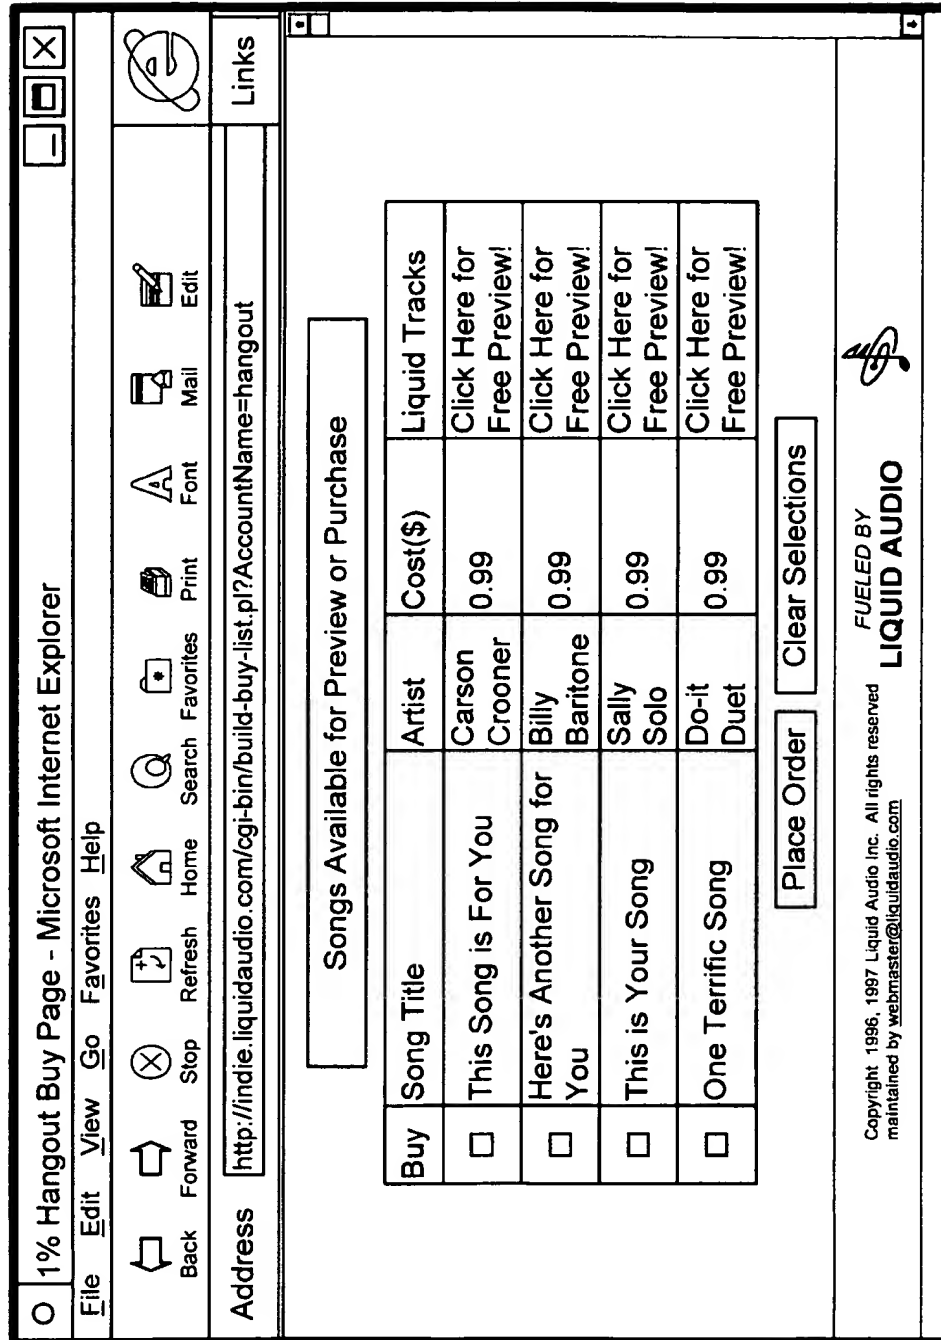 1% Hangout Buy Page - Microsoft Internet Explorer
File Edit View Go Favorites Help
Back Forward Stop Refresh Home Search Favorites Print Font Mail Edit
Address http://indie.liquidaudio.com/cgi-bin/build-buy-list.pl?AccountName=hangout Links
Songs Available for Preview or Purchase
Buy Song Title Artist Cost($) Liquid Tracks
This Song is For You Carson Crooner 0.99 Click Here for Free Preview!
Here's Another Song for You Billy Baritone 0.99 Click Here for Free Preview!
This is Your Song Sally Solo 0.99 Click Here for Free Preview!
One Terrific Song Do-it Duet 0.99 Click Here for Free Preview!
Place Order Clear Selections
Copyright 1996, 1997 Liquid Audio Inc. All rights reserved
maintained by webmaster@liquidaudio.com
FUELED BY
LIQUID AUDIO